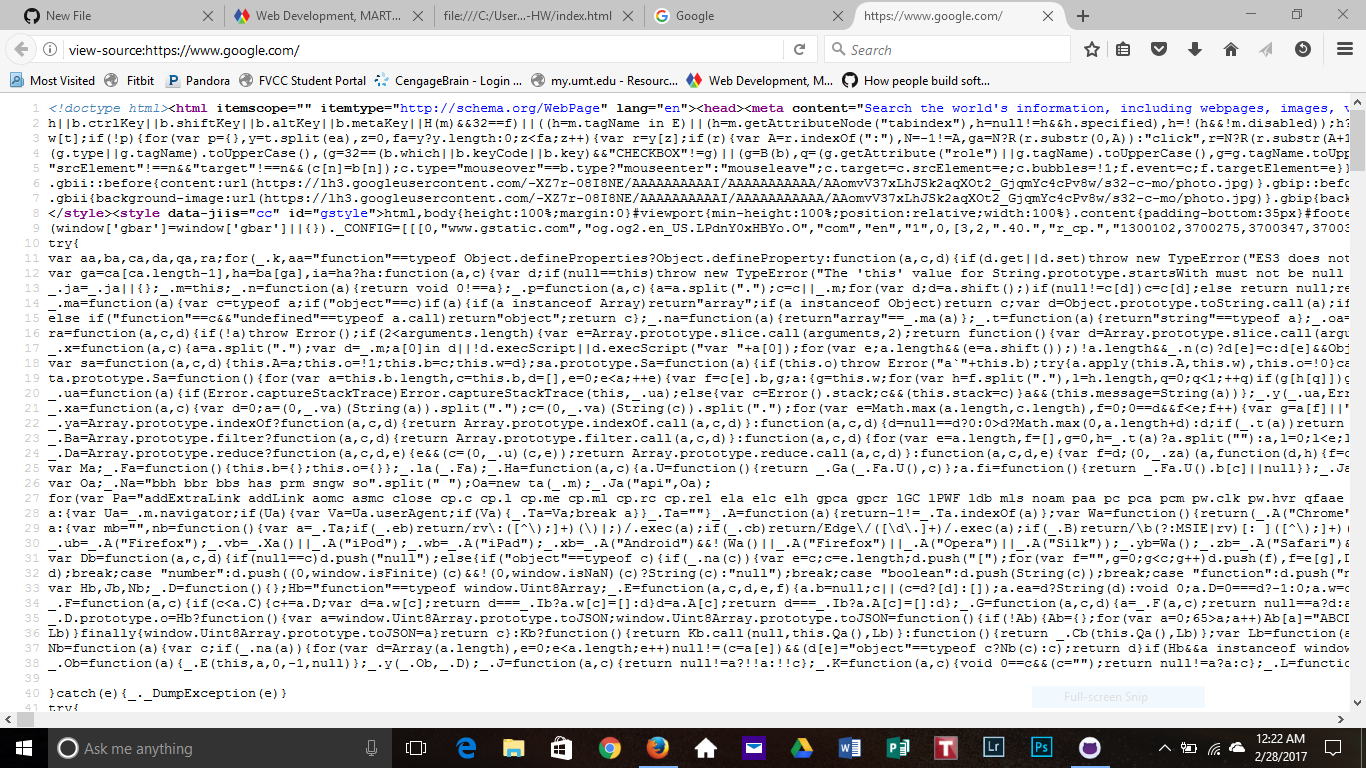 New File
Web Development, MART...
file:///C:/User...-HW/index.html
Google
https://www.google.com/
view-source:https://www.google.com/
Search
Most Visited Fitbit Pandora FVCC Student Portal CengageBrain - Login ... my.umt.edu - Resourc... Web Development, M... How people build soft...
1 <!doctype html><html itemscope="" itemtype="http://schema.org/WebPage" lang="en"><head><meta content="Search the world's information, including webpages, images, v
2 h||b.ctrlKey||b.shiftKey||b.altKey||b.metaKey||H(m)&&32==f)||((h=m.tagName in E)||(h=m.getAttributeNode("tabindex"),h=null!=h&&h.specified),h=!(h&&!m.disabled));h?
3 w[t];if(!p){for(var p={},y=t.split(ea),z=0,fa=y?y.length:0;z<fa;z++){var r=y[z];if(r){var A=r.indexOf(":"),N=-1!=A,ga=N?R(r.substr(0,A)):"click",r=N?R(r.substr(A+1
4 (g.type||g.tagName).toUpperCase(),(g=32==(b.which||b.keyCode||b.key)&&"CHECKBOX"!=g)||(g=B(b),q=(g.getAttribute("role")||g.tagName).toUpperCase(),g=g.tagName.toUpp
5 "srcElement"!==n&&"target"!==n&&(c[n]=b[n]);c.type="mouseover"==b.type?"mouseenter":"mouseleave";c.target=c.srcElement=e;c.bubbles=!1;f.event=c;f.targetElement=e}}
6 .gbii::before{content:url(https://lh3.googleusercontent.com/-XZ7r-08I8NE/AAAAAAAAAAI/AAAAAAAAAAA/AAomvV37xLhJSk2aqXOt2_GjqmYc4cPv8w/s32-c-mo/photo.jpg)}.gbip::befo
7 .gbii{background-image:url(https://lh3.googleusercontent.com/-XZ7r-08I8NE/AAAAAAAAAAI/AAAAAAAAAAA/AAomvV37xLhJSk2aqXOt2_GjqmYc4cPv8w/s32-c-mo/photo.jpg)}.gbip{back
8 </style><style data-jiis="cc" id="gstyle">html,body{height:100%;margin:0}#viewport{min-height:100%;position:relative;width:100%}.content{padding-bottom:35px}#foote
9 (window['gbar']=window['gbar']||{})._CONFIG=[[[0,"www.gstatic.com","og.og2.en_US.LPdnY0xHBYo.O","com","en","1",0,[3,2,".40.","r_cp.","1300102,3700275,3700347,37003
10 try{
11 var aa,ba,ca,da,qa,ra;for(_.k,aa="function"==typeof Object.defineProperties?Object.defineProperty:function(a,c,d){if(d.get||d.set)throw new TypeError("ES3 does not
12 var ga=ca[ca.length-1],ha=ba[ga],ia=ha?ha:function(a,c){var d;if(null==this)throw new TypeError("The 'this' value for String.prototype.startsWith must not be null
13 _.ja=_.ja||{};_.m=this;_.n=function(a){return void 0!==a};_.p=function(a,c){a=a.split(".");c=c||_.m;for(var d;d=a.shift();)if(null!=c[d])c=c[d];else return null;re
14 _.ma=function(a){var c=typeof a;if("object"==c)if(a){if(a instanceof Array)return"array";if(a instanceof Object)return c;var d=Object.prototype.toString.call(a);if
15 else if("function"==c&&"undefined"==typeof a.call)return"object";return c};_.na=function(a){return"array"==_.ma(a)};_.t=function(a){return"string"==typeof a};_.oa=
16 ra=function(a,c,d){if(!a)throw Error();if(2<arguments.length){var e=Array.prototype.slice.call(arguments,2);return function(){var d=Array.prototype.slice.call(argu
17 _.x=function(a,c){a=a.split(".");var d=_.m;a[0]in d||!d.execScript||d.execScript("var "+a[0]);for(var e;a.length&&(e=a.shift());)!a.length&&_.n(c)?d[e]=c:d[e]&&Obj
18 var sa=function(a,c,d){this.A=a;this.o=!1;this.b=c;this.w=d};sa.prototype.Sa=function(a){if(this.o)throw Error("a`"+this.b);try{a.apply(this.A,this.w),this.o=!0}ca
19 ta.prototype.Sa=function(){for(var a=this.b.length,c=this.b,d=[],e=0;e<a;++e){var f=c[e].b,g;a:{g=this.w;for(var h=f.split("."),l=h.length,q=0;q<l;++q)if(g[h[q]])g
20 _.ua=function(a){if(Error.captureStackTrace)Error.captureStackTrace(this,_.ua);else{var c=Error().stack;c&&(this.stack=c)}a&&(this.message=String(a))};_.y(_.ua,Err
21 _.xa=function(a,c){var d=0;a=(0,_.va)(String(a)).split(".");c=(0,_.va)(String(c)).split(".");for(var e=Math.max(a.length,c.length),f=0;0==d&&f<e;f++){var g=a[f]||"
22 _.ya=Array.prototype.indexOf?function(a,c,d){return Array.prototype.indexOf.call(a,c,d)}:function(a,c,d){d=null==d?0:0>d?Math.max(0,a.length+d):d;if(_.t(a))return
23 _.Ba=Array.prototype.filter?function(a,c,d){return Array.prototype.filter.call(a,c,d)}:function(a,c,d){for(var e=a.length,f=[],g=0,h=_.t(a)?a.split(""):a,l=0;l<e;l
24 _.Da=Array.prototype.reduce?function(a,c,d,e){e&&(c=(0,_.u)(c,e));return Array.prototype.reduce.call(a,c,d)}:function(a,c,d,e){var f=d;(0,_.za)(a,function(d,h){f=c
25 var Ma;_.Fa=function(){this.b={};this.o={}};_.la(_.Fa);_.Ha=function(a,c){a.U=function(){return _.Ga(_.Fa.U(),c)};a.fi=function(){return _.Fa.U().b[c]||null}};_.Ja
26 var Oa;_.Na="bbh bbr bbs has prm sngw so".split(" ");Oa=new ta(_.m);_.Ja("api",Oa);
27 for(var Pa="addExtraLink addLink aomc asmc close cp.c cp.l cp.me cp.ml cp.rc cp.rel ela elc elh gpca gpcr lGC lPWF ldb mls noam paa pc pca pcm pw.clk pw.hvr qfaae
28 a:{var Ua=_.m.navigator;if(Ua){var Va=Ua.userAgent;if(Va){_.Ta=Va;break a}}_.Ta=""}_.A=function(a){return-1!=_.Ta.indexOf(a)};var Wa=function(){return(_.A("Chrome"
29 a:{var mb="",nb=function(){var a=_.Ta;if(_.eb)return/rv\:([^\);]+)(\)|;)/.exec(a);if(_.cb)return/Edge\/([\d\.]+)/.exec(a);if(_.B)return/\b(?:MSIE|rv)[: ]([^\);]+)(
30 _.ub=_.A("Firefox");_.vb=_.Xa()||_.A("iPod");_.wb=_.A("iPad");_.xb=_.A("Android")&&!(Wa()||_.A("Firefox")||_.A("Opera")||_.A("Silk"));_.yb=Wa();_.zb=_.A("Safari")&
31 var Db=function(a,c,d){if(null==c)d.push("null");else{if("object"==typeof c){if(_.na(c)){var e=c;c=e.length;d.push("[");for(var f="",g=0;g<c;g++)d.push(f),f=e[g],D
32 d);break;case "number":d.push((0,window.isFinite)(c)&&!(0,window.isNaN)(c)?String(c):"null");break;case "boolean":d.push(String(c));break;case "function":d.push("n
33 var Hb,Jb,Nb;_.D=function(){};Hb="function"==typeof window.Uint8Array;_.E=function(a,c,d,e,f){a.b=null;c||(c=d?[d]:[]);a.ea=d?String(d):void 0;a.D=0===d?-1:0;a.w=c
34 _.F=function(a,c){if(c<a.C){c+=a.D;var d=a.w[c];return d===_.Ib?a.w[c]=[]:d}d=a.A[c];return d===_.Ib?a.A[c]=[]:d};_.G=function(a,c,d){a=_.F(a,c);return null==a?d:a
35 _.D.prototype.o=Hb?function(){var a=window.Uint8Array.prototype.toJSON;window.Uint8Array.prototype.toJSON=function(){if(!Ab){Ab={};for(var a=0;65>a;a++)Ab[a]="ABCD
36 Lb)}finally{window.Uint8Array.prototype.toJSON=a}return c}:Kb?function(){return Kb.call(null,this.Qa(),Lb)}:function(){return _.Cb(this.Qa(),Lb)};var Lb=function(a
37 Nb=function(a){var c;if(_.na(a)){for(var d=Array(a.length),e=0;e<a.length;e++)null!=(c=a[e])&&(d[e]="object"==typeof c?Nb(c):c);return d}if(Hb&&a instanceof window
38 _.Ob=function(a){_.E(this,a,0,-1,null)};_.y(_.Ob,_.D);_.J=function(a,c){return null!=a?!!a:!!c};_.K=function(a,c){void 0==c&&(c="");return null!=a?a:c};_.L=functio
39
40 }catch(e){_._DumpException(e)}
41 try{
Full-screen Snip
Ask me anything
12:22 AM
2/28/2017